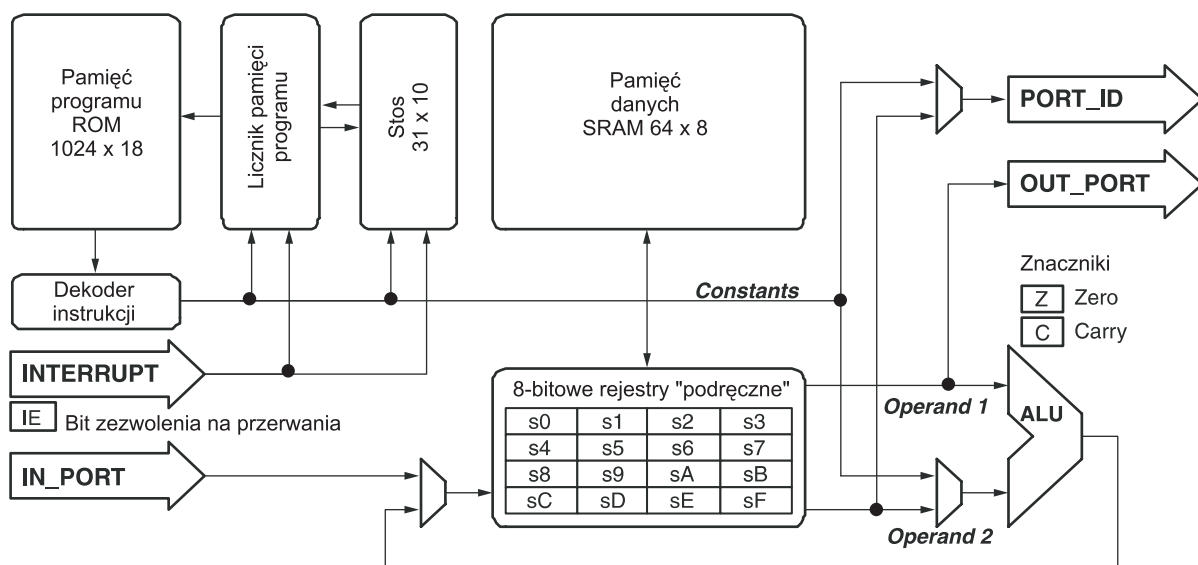 Pamięć
programu
ROM
1024 x 18
Licznik pamięci
programu
Stos
31 x 10
Pamięć
danych
SRAM 64 x 8
PORT_ID
OUT_PORT
Dekoder
instrukcji
Constants
Znaczniki
Z Zero
C Carry
INTERRUPT
IE Bit zezwolenia na przerwania
IN_PORT
8-bitowe rejestry "podręczne"
s0 s1 s2 s3
s4 s5 s6 s7
s8 s9 sA sB
sC sD sE sF
Operand 1
ALU
Operand 2